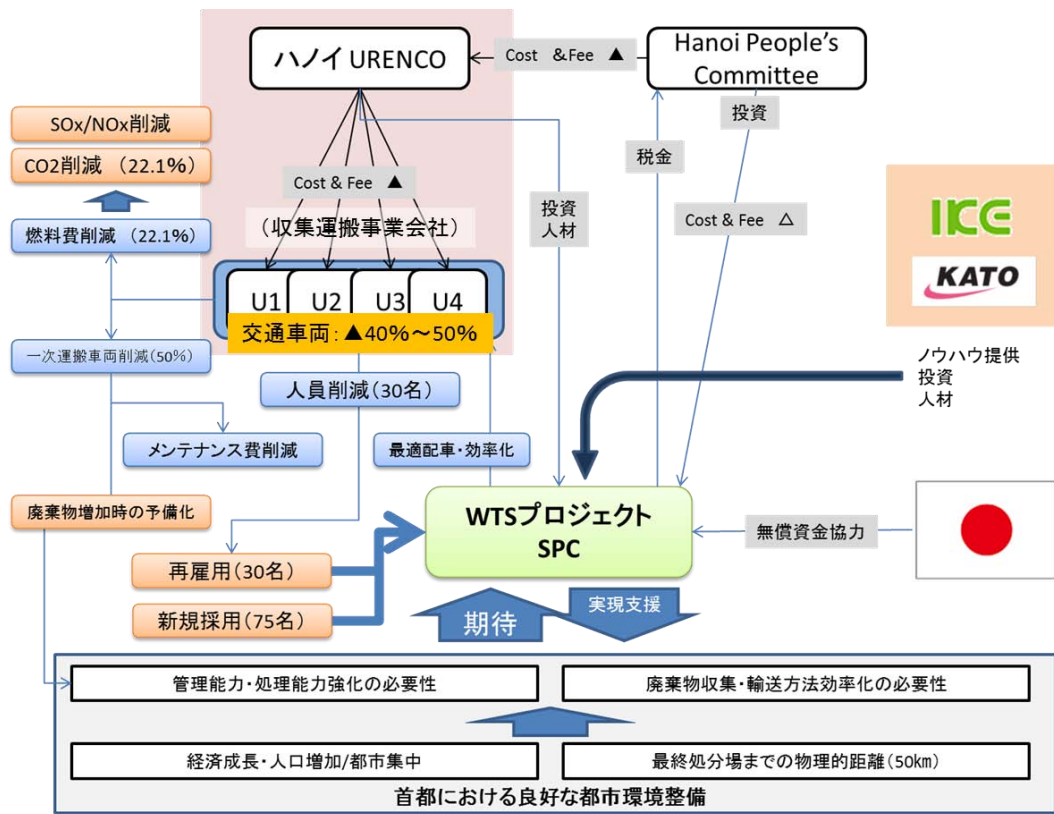 ハノイ URENCO
Cost ＆Fee ▲
Hanoi People's
Committee
SOx/NOx削減
CO2削減 （22.1%）
燃料費削減 （22.1%）
Cost & Fee ▲
（収集運搬事業会社）
投資
人材
税金
投資
Cost & Fee △
IKE
KATO
U1
U2
U3
U4
交通車両：▲40%～50%
一次運搬車両削減（50%）
人員削減（30名）
ノウハウ提供
投資
人材
メンテナンス費削減
最適配車・効率化
廃棄物増加時の予備化
WTSプロジェクト
SPC
無償資金協力
再雇用（30名）
新規採用（75名）
期待
実現支援
管理能力・処理能力強化の必要性
廃棄物収集・輸送方法効率化の必要性
経済成長・人口増加/都市集中
最終処分場までの物理的距離（50km）
首都における良好な都市環境整備